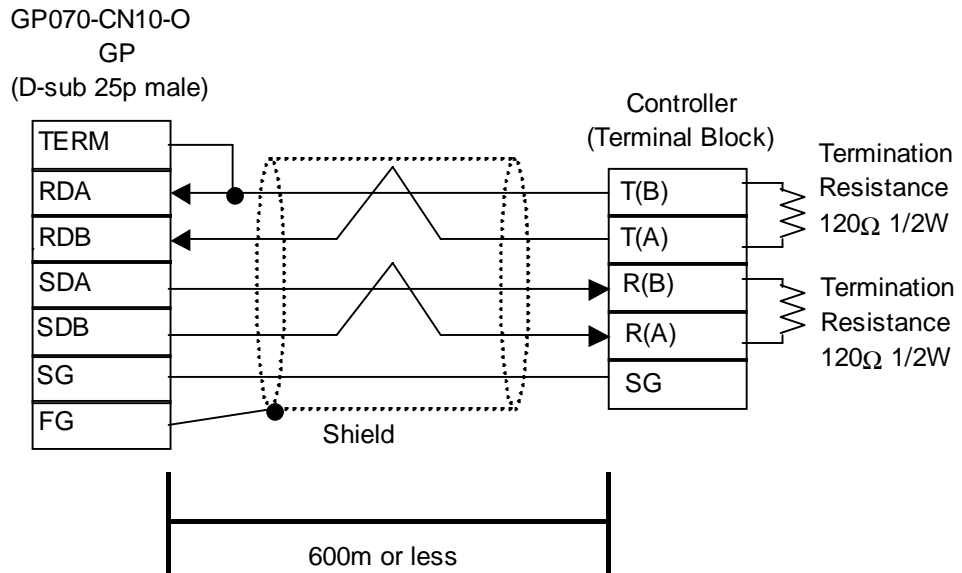 GP070-CN10-O
GP
(D-sub 25p male)
TERM
RDA
RDB
SDA
SDB
SG
FG
Shield
Controller
(Terminal Block)
T(B)
T(A)
R(B)
R(A)
SG
Termination
Resistance
120Ω 1/2W
Termination
Resistance
120Ω 1/2W
600m or less